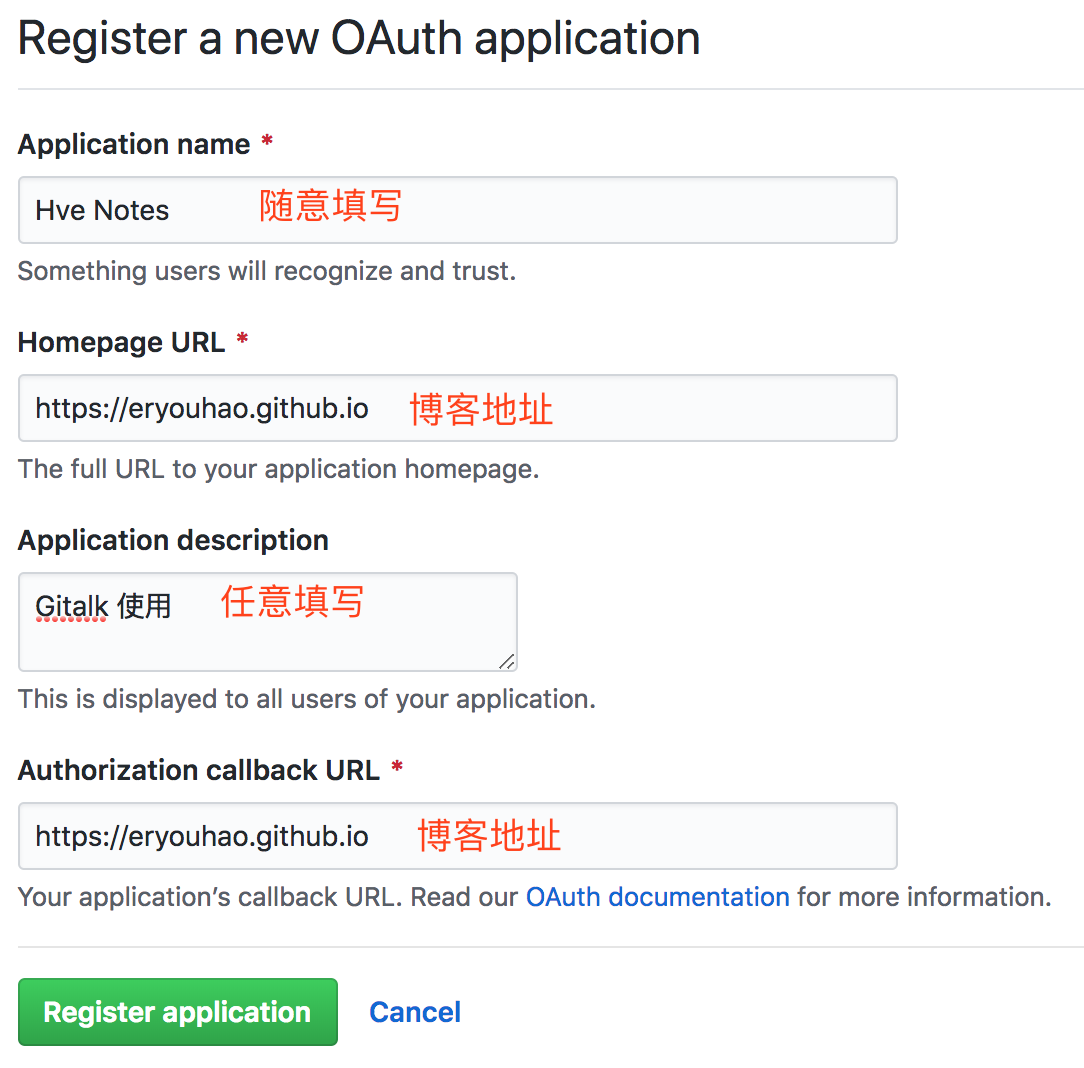 Register a new OAuth application
Application name *
Hve Notes 随意填写
Something users will recognize and trust.
Homepage URL *
https://eryouhao.github.io 博客地址
The full URL to your application homepage.
Application description
Gitalk 使用 任意填写
This is displayed to all users of your application.
Authorization callback URL *
https://eryouhao.github.io 博客地址
Your application’s callback URL. Read our OAuth documentation for more information.
Register application Cancel